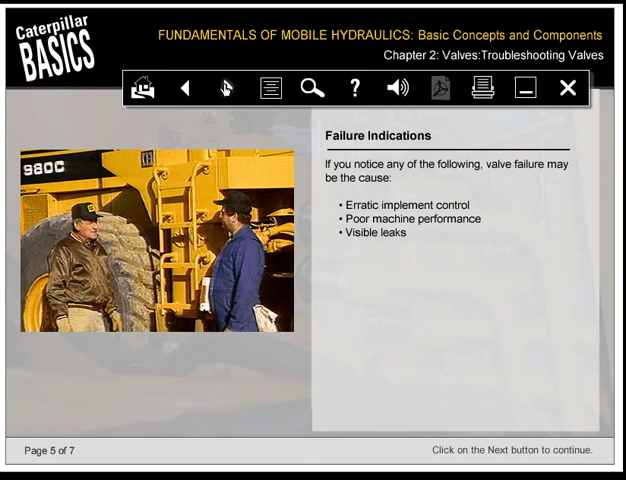 Caterpillar
BASICS
FUNDAMENTALS OF MOBILE HYDRAULICS: Basic Concepts and Components
Chapter 2: Valves:Troubleshooting Valves
?
Failure Indications
If you notice any of the following, valve failure may
be the cause:
• Erratic implement control
• Poor machine performance
• Visible leaks
980C
Page 5 of 7
Click on the Next button to continue.